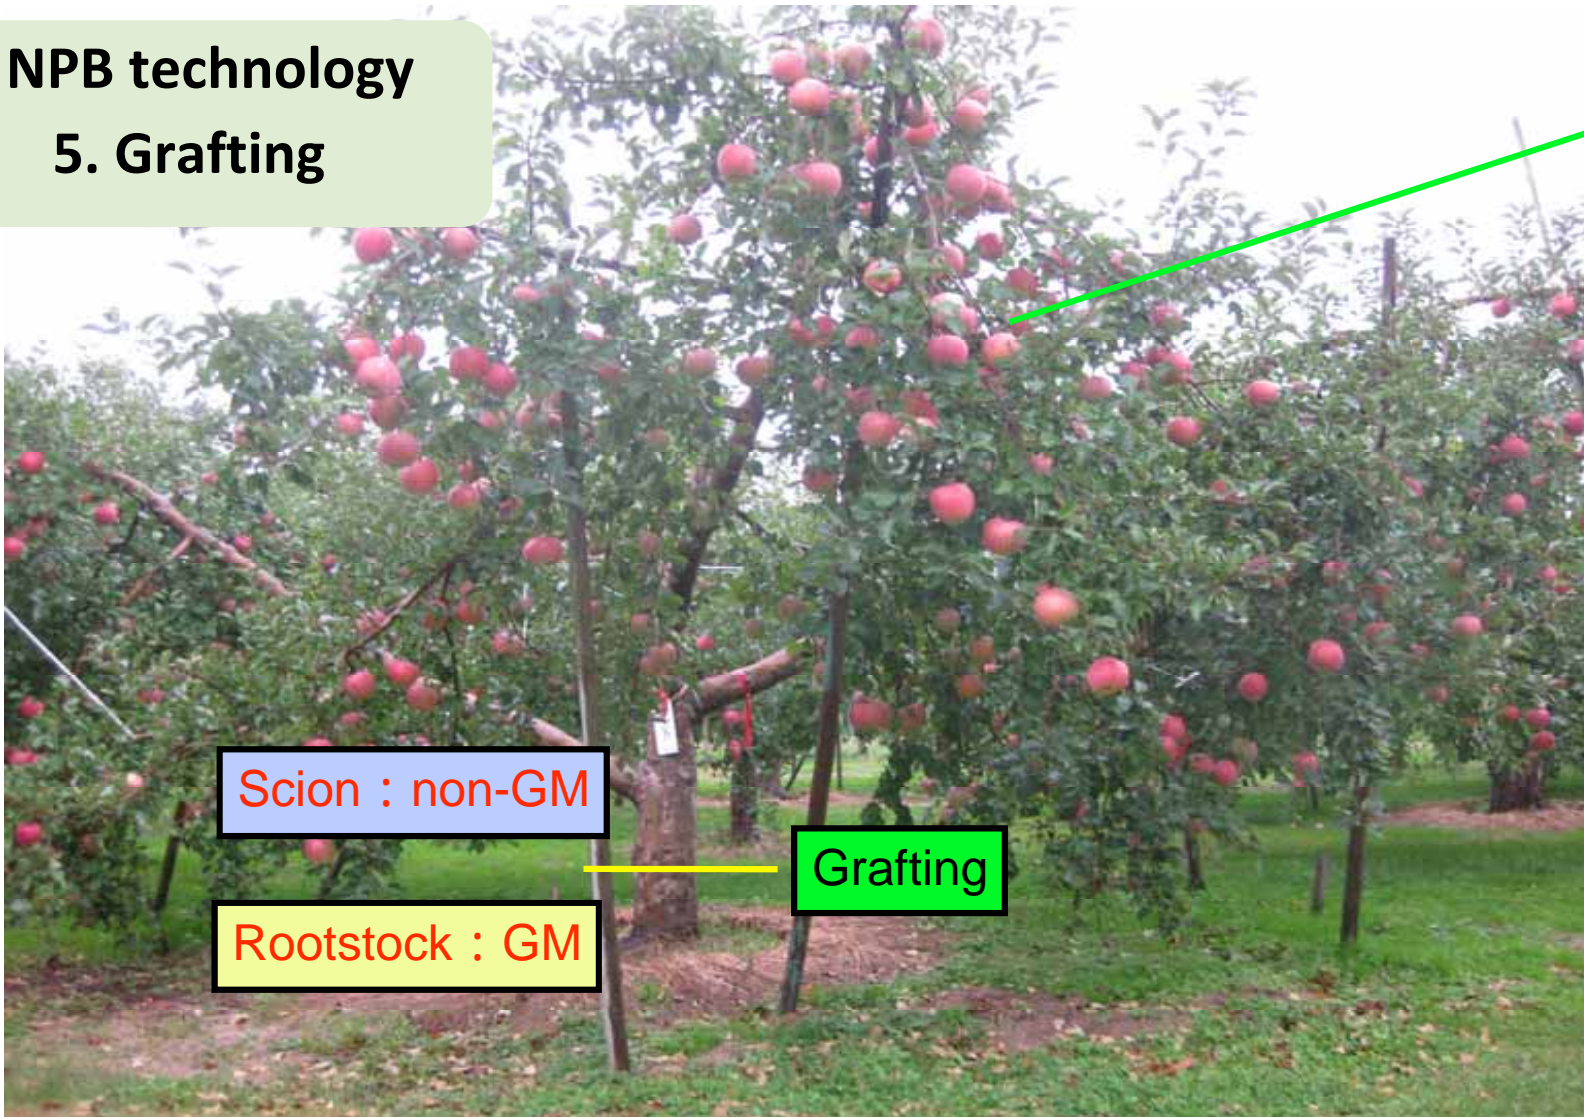 NPB technology
5. Grafting
Scion：non-GM
Grafting
Rootstock：GM